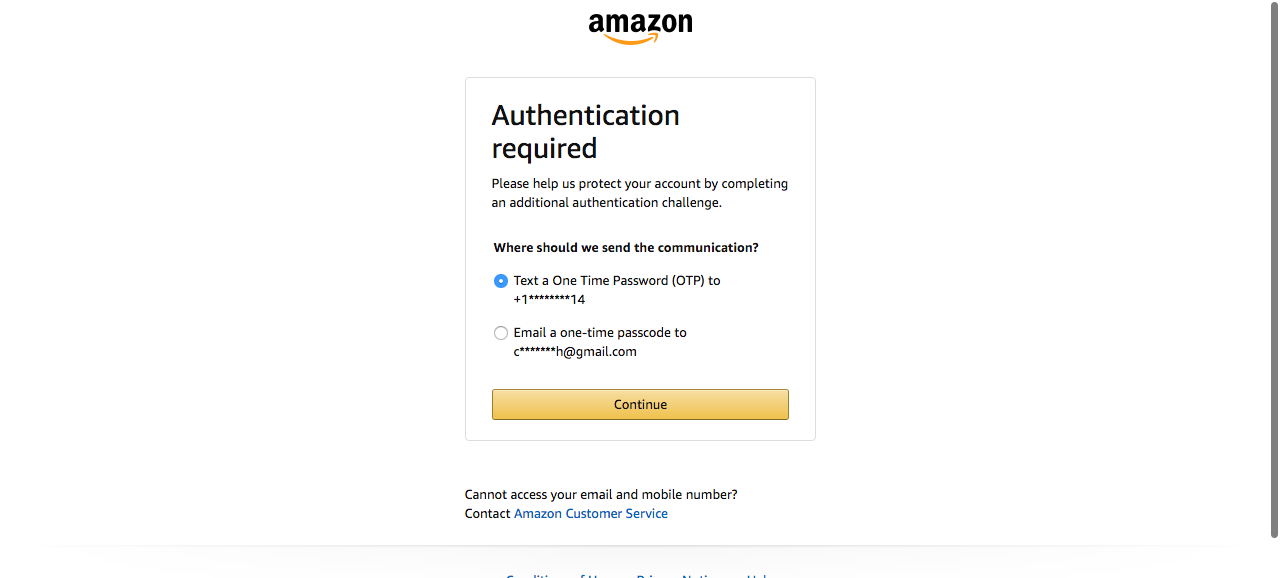 amazon
Authentication
required
Please help us protect your account by completing
an additional authentication challenge.
Where should we send the communication?
Text a One Time Password (OTP) to
+1********14
Email a one-time passcode to
c*******h@gmail.com
Continue
Cannot access your email and mobile number?
Contact Amazon Customer Service